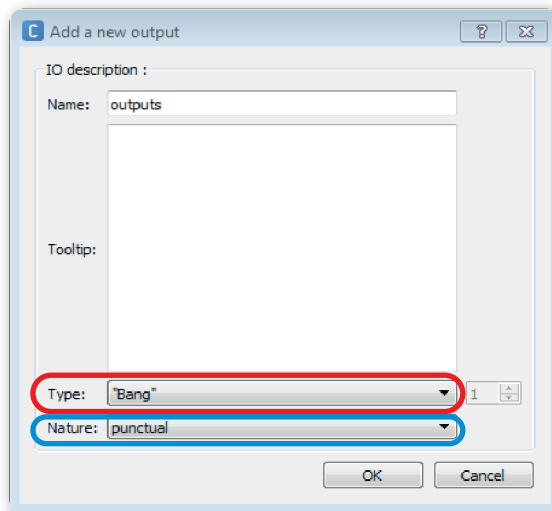 C Add a new output ?
IO description :
Name: outputs
Tooltip:
Type: "Bang" 1
Nature: punctual
OK Cancel